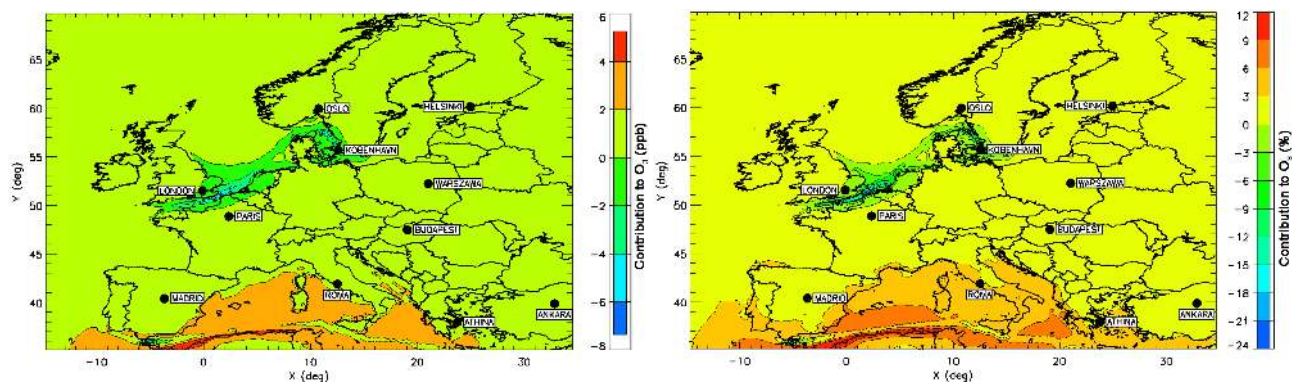 65
60
55
50
45
40
Y (deg)
−10
0
10
20
30
X (deg)
OSLO
HELSINKI
KOBENHAVN
LONDON
WARSZAWA
PARIS
BUDAPEST
MADRID
ROMA
ATHINA
ANKARA
6
4
2
0
−2
−4
−6
−8
Contribution to O3 (ppb)
65
60
55
50
45
40
Y (deg)
−10
0
10
20
30
X (deg)
OSLO
HELSINKI
KOBENHAVN
LONDON
WARSZAWA
PARIS
BUDAPEST
MADRID
ROMA
ATHINA
ANKARA
12
9
6
3
0
−3
−6
−9
−12
−15
−18
−21
−24
Contribution to O3 (%)